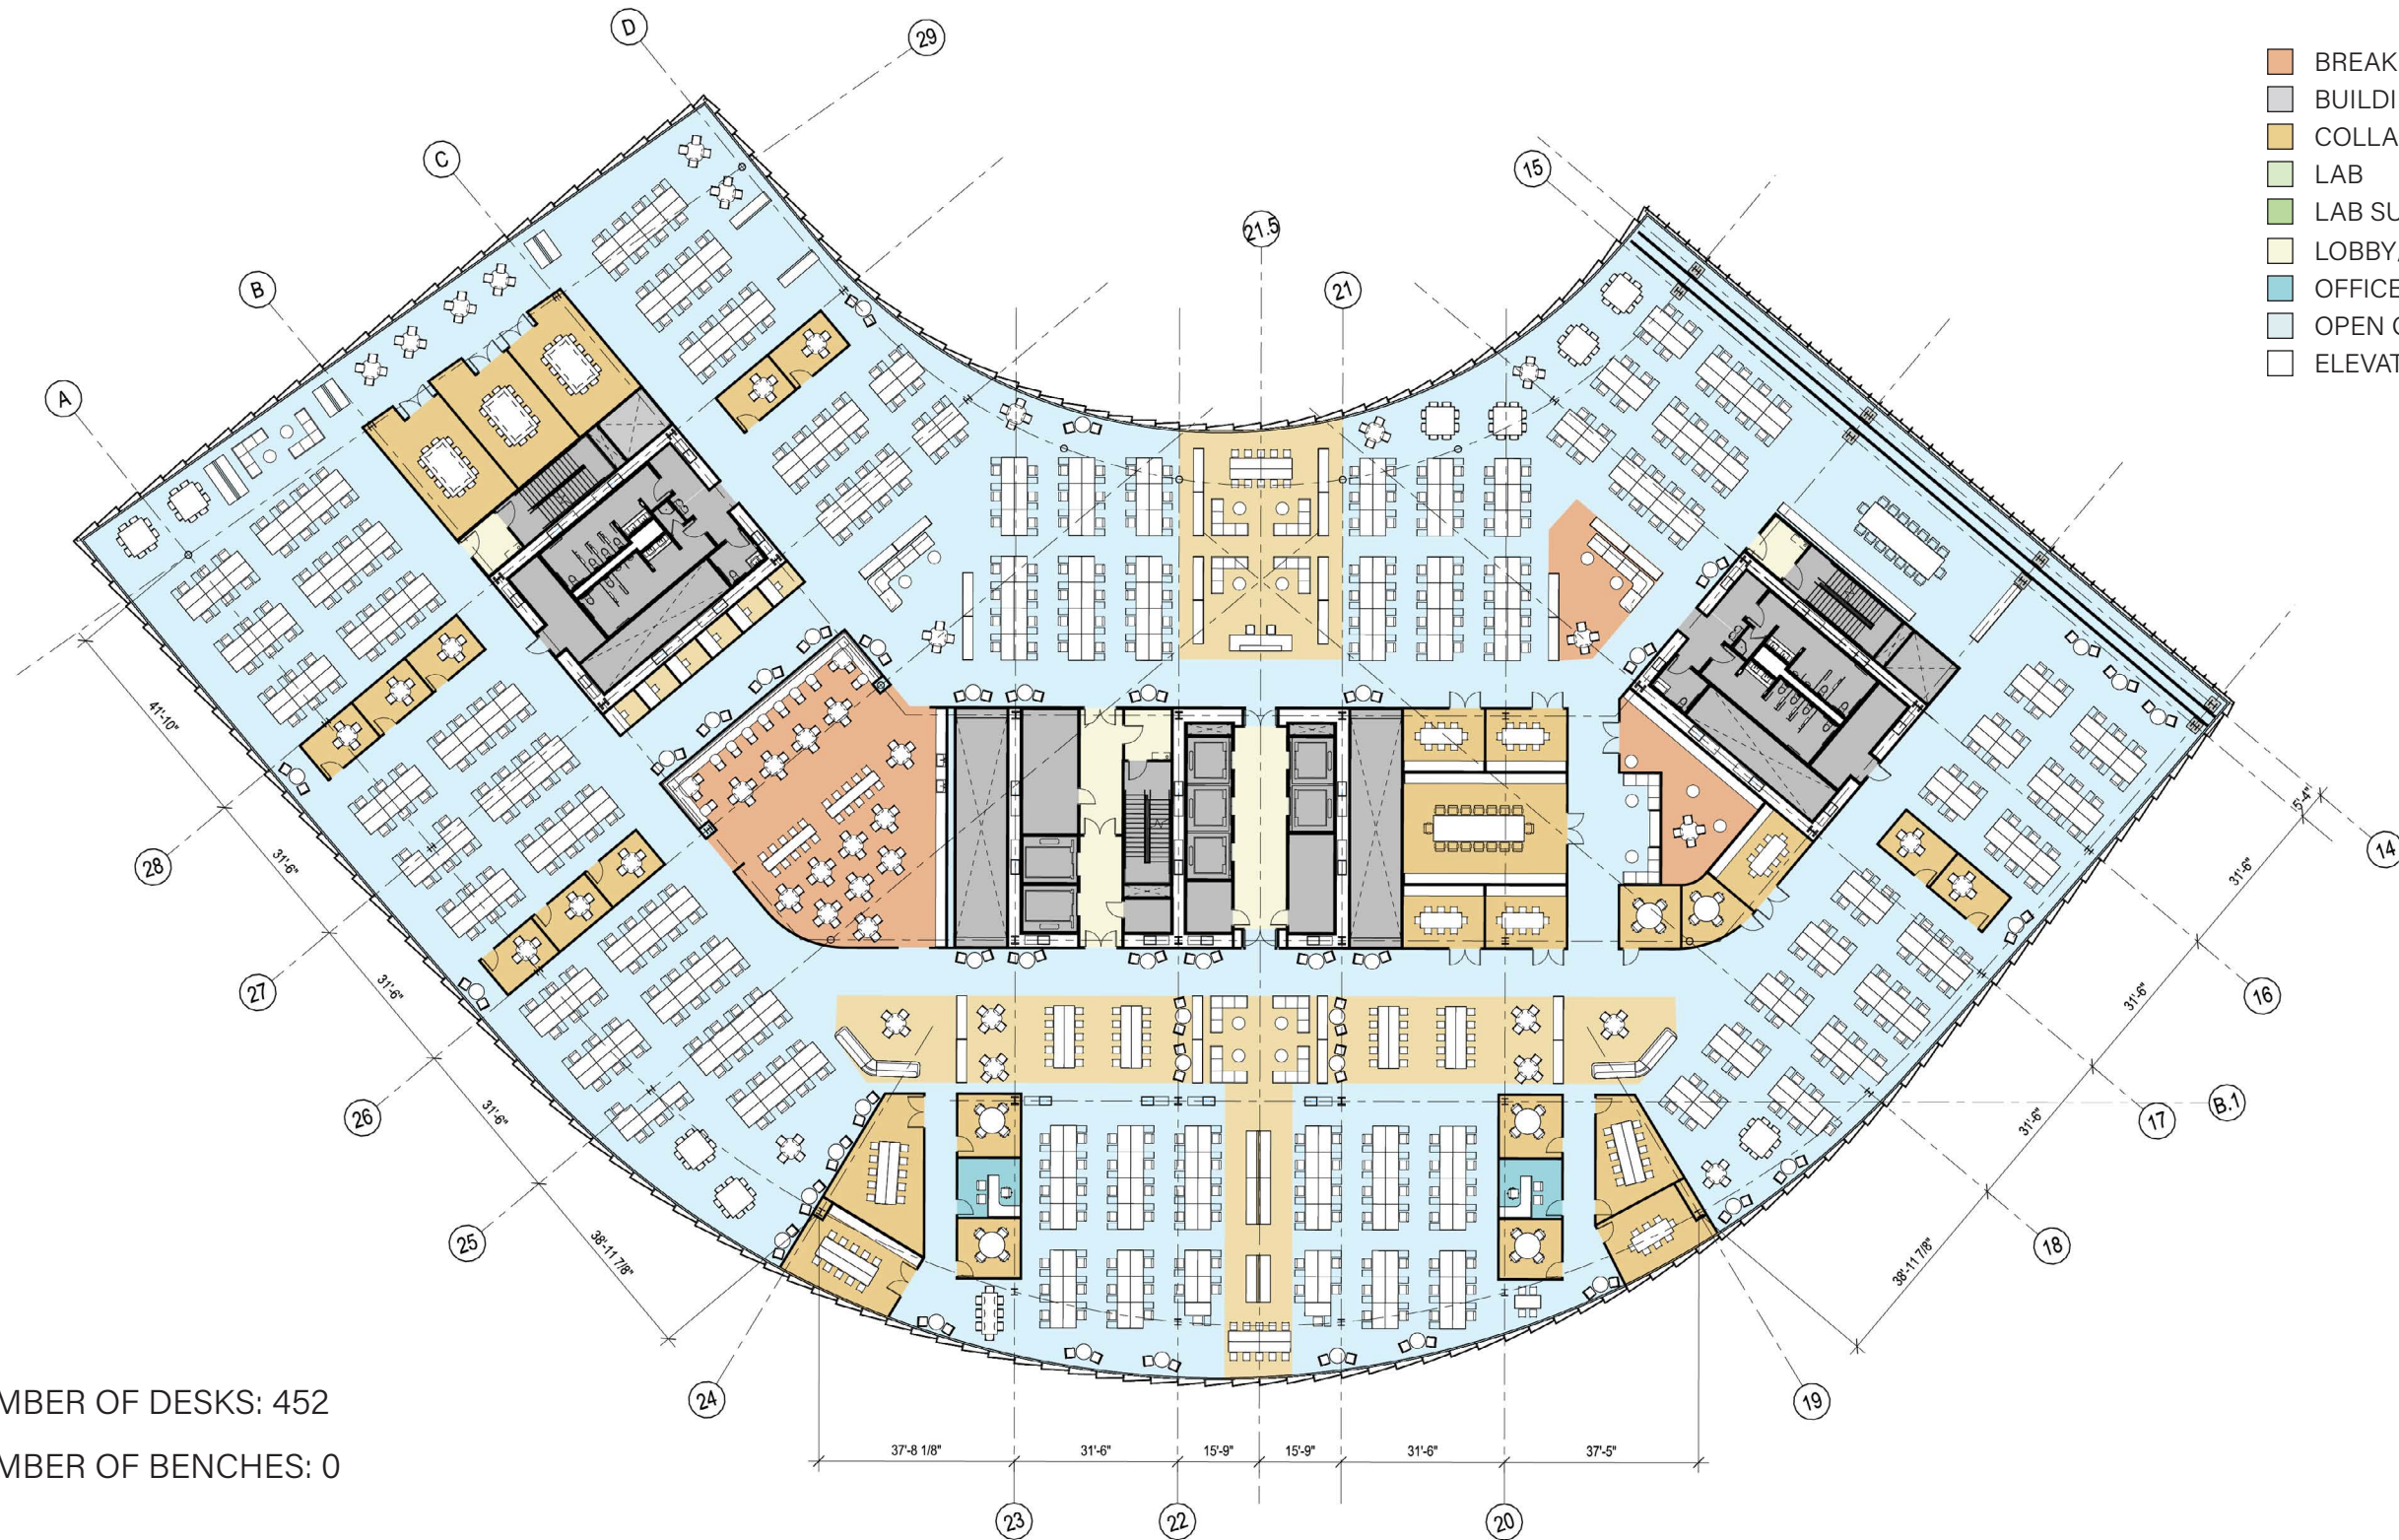 D
29
C
15
B
21.5
21
A
BREAK
BUILDI
COLLA
LAB
LAB SU
LOBBY/
OFFICE
OPEN O
ELEVAT
41'-10"
28
31'-6"
27
31'-6"
26
31'-6"
25
38'-11 7/8"
24
5'-4"
14
31'-6"
16
31'-6"
17
B.1
31'-6"
18
38'-11 7/8"
19
MBER OF DESKS: 452
MBER OF BENCHES: 0
37'-8 1/8"
31'-6"
15'-9"
15'-9"
31'-6"
37'-5"
23
22
20